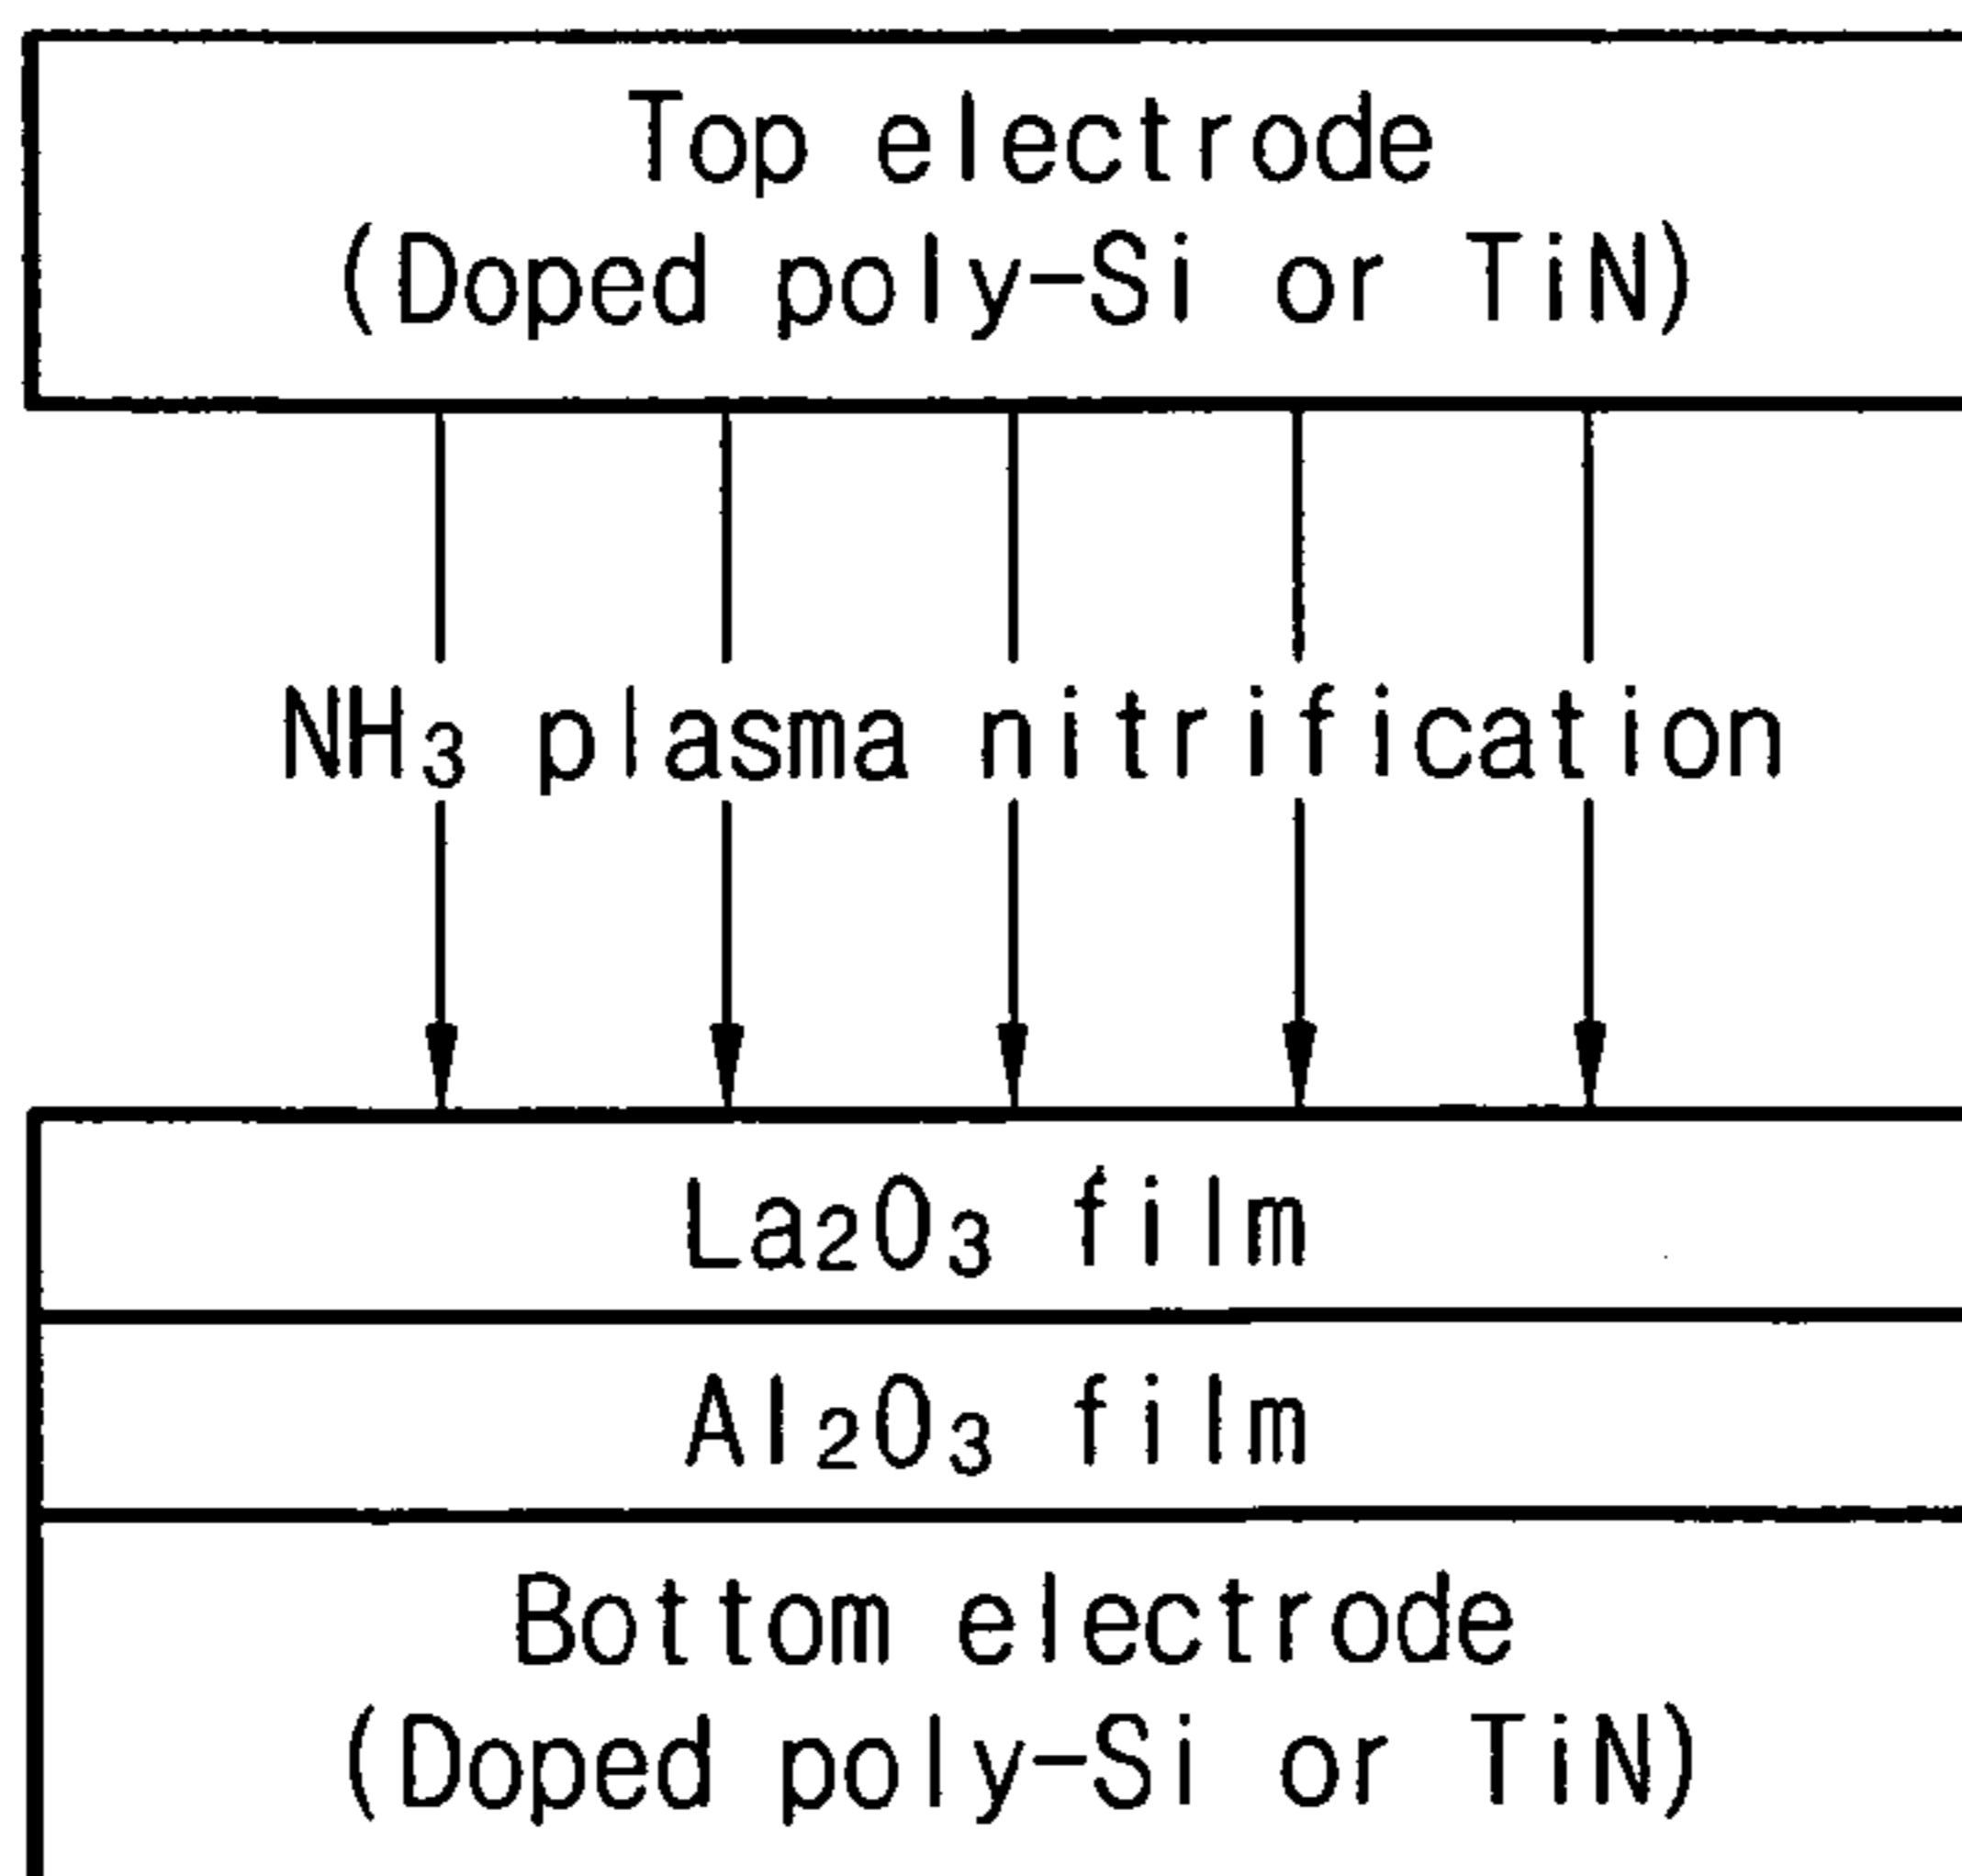 Top electrode
(Doped poly-Si or TiN)
NH₃ plasma nitrification
La₂O₃ film
Al₂O₃ film
Bottom electrode
(Doped poly-Si or TiN)